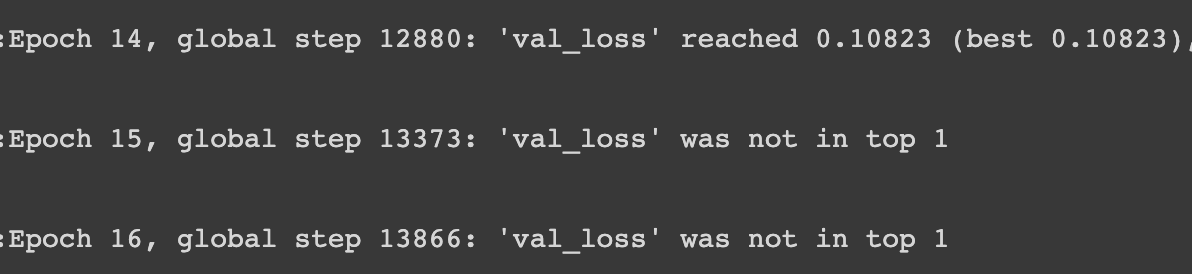 :Epoch 14, global step 12880: 'val_loss' reached 0.10823 (best 0.10823),
:Epoch 15, global step 13373: 'val_loss' was not in top 1
:Epoch 16, global step 13866: 'val_loss' was not in top 1